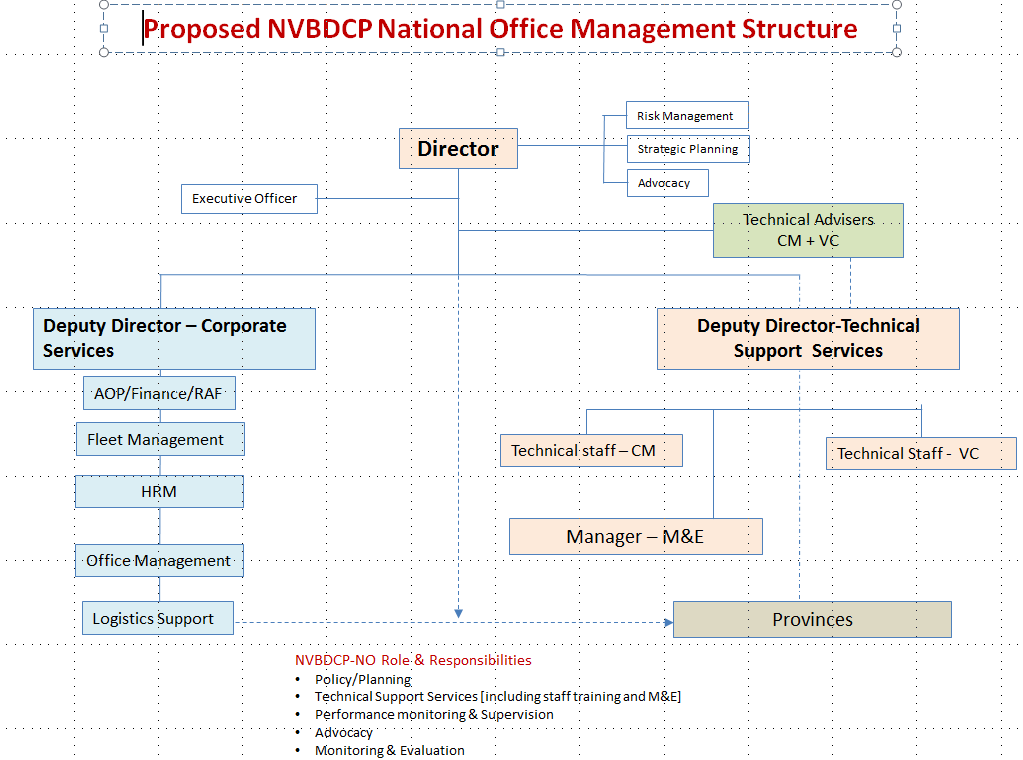 Proposed NVBDCP National Office Management Structure
Risk Management
Director
Strategic Planning
Advocacy
Executive Officer
Technical Advisers
CM + VC
Deputy Director – Corporate
Services
Deputy Director-Technical
Support Services
AOP/Finance/RAF
Fleet Management
Technical staff – CM
Technical Staff - VC
HRM
Manager – M&E
Office Management
Logistics Support
Provinces
NVBDCP-NO Role & Responsibilities
• Policy/Planning
• Technical Support Services [including staff training and M&E]
• Performance monitoring & Supervision
• Advocacy
• Monitoring & Evaluation